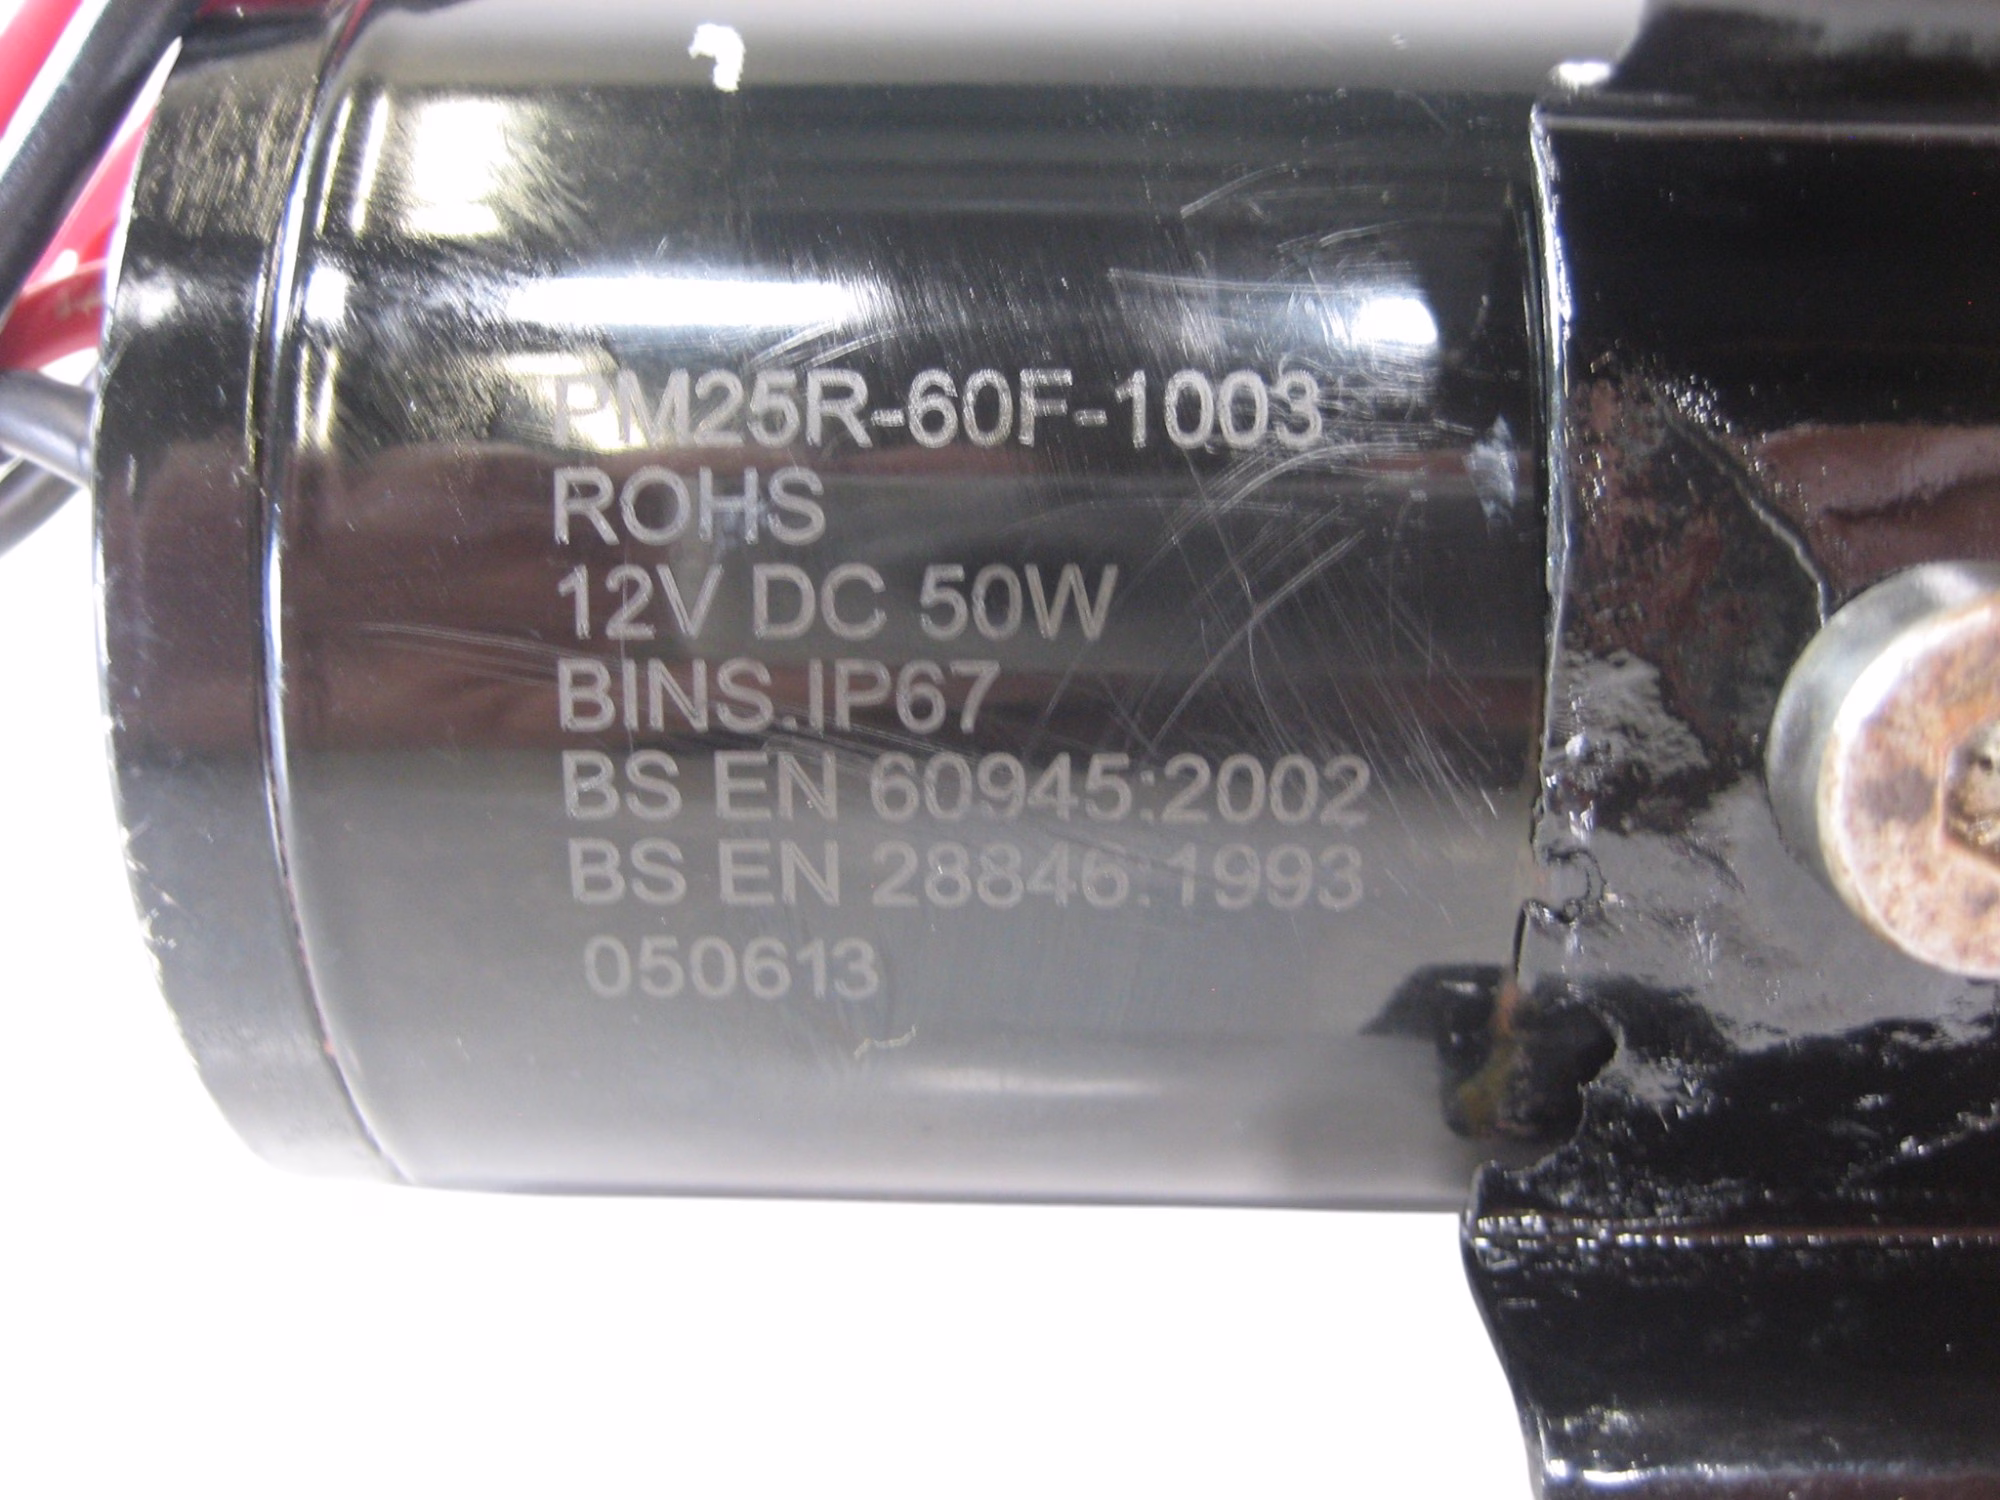 PM25R-60F-1003
ROHS
12V DC 50W
BINS.IP67
BS EN 60945:2002
BS EN 28846:1993
050613